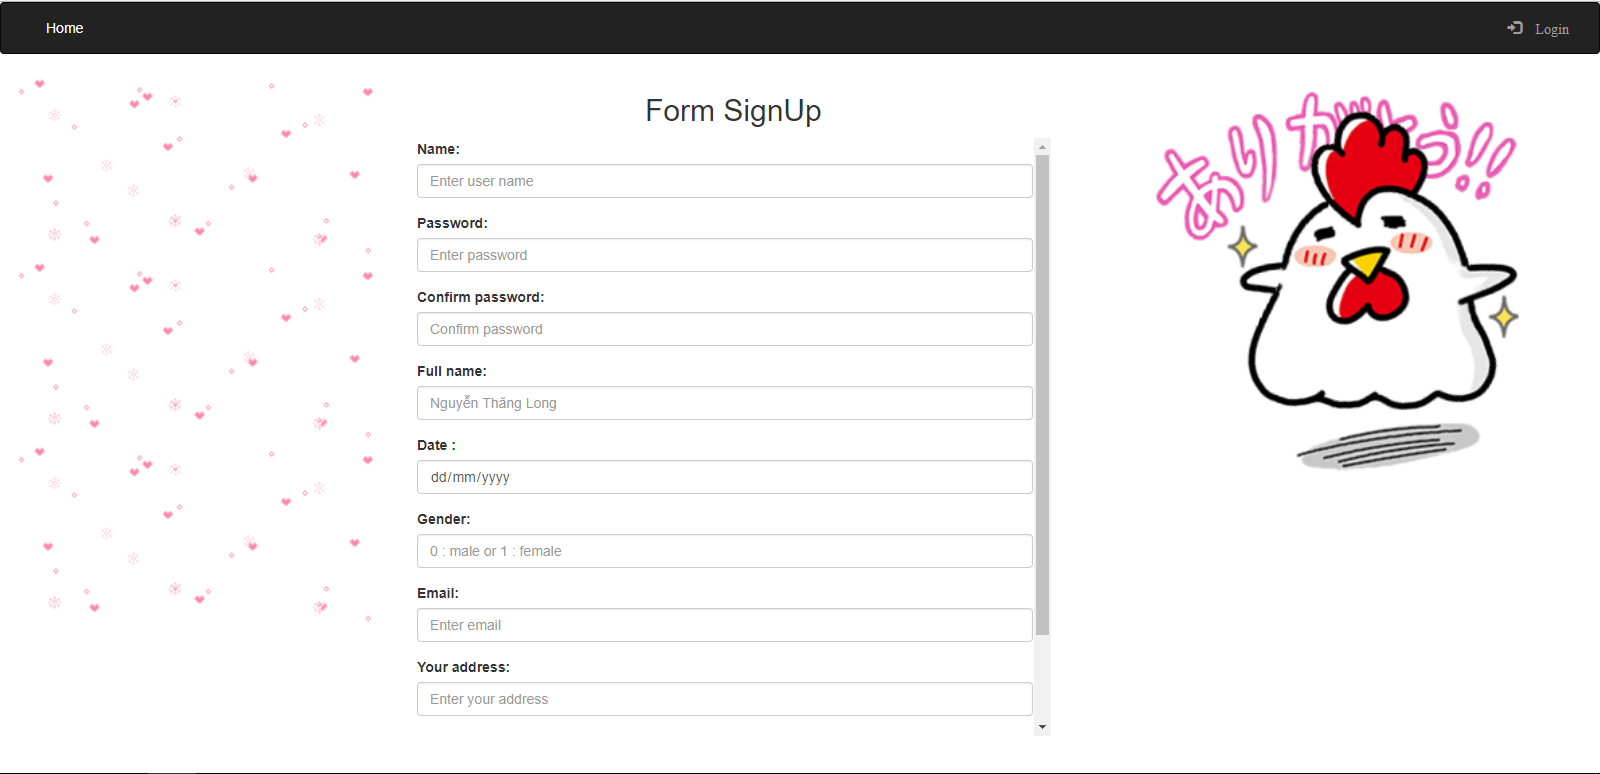 Home
Login
Form SignUp
ありがとう!!
Name:
Enter user name
Password:
Enter password
Confirm password:
Confirm password
Full name:
Nguyễn Thăng Long
Date :
dd/mm/yyyy
Gender:
0 : male or 1 : female
Email:
Enter email
Your address:
Enter your address